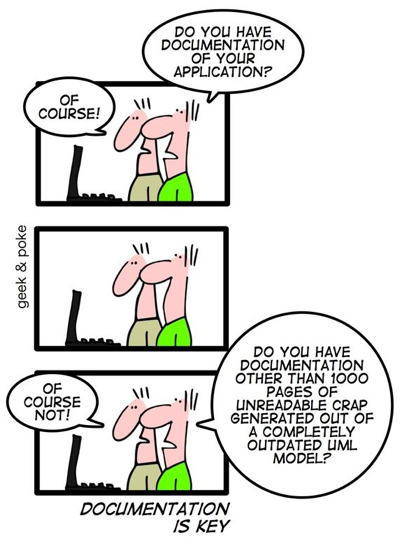 DO YOU HAVE
DOCUMENTATION
OF YOUR
APPLICATION?
OF
COURSE!
geek & poke
DO YOU HAVE
DOCUMENTATION
OTHER THAN 1000
PAGES OF
UNREADABLE CRAP
GENERATED OUT OF
A COMPLETELY
OUTDATED UML
MODEL?
OF
COURSE
NOT!
DOCUMENTATION
IS KEY